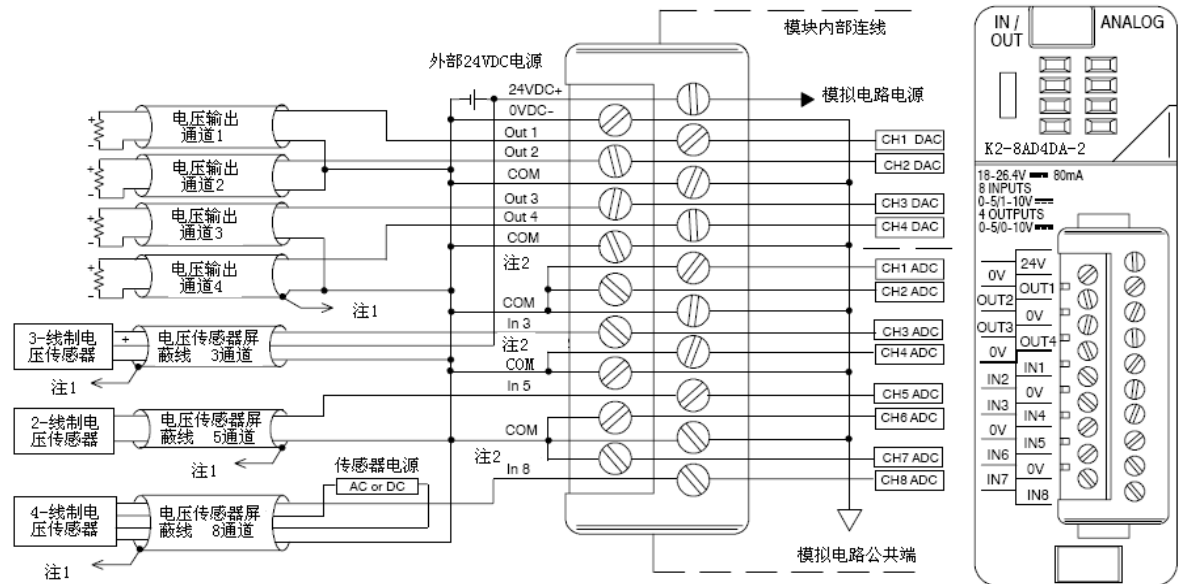 模块内部连线
外部24VDC电源
24VDC+
0VDC-
模拟电路电源
+
-
电压输出
通道1
Out 1
CH1 DAC
+
-
电压输出
通道2
Out 2
CH2 DAC
COM
+
-
电压输出
通道3
Out 3
CH3 DAC
Out 4
CH4 DAC
COM
+
-
电压输出
通道4
注1
注2
CH1 ADC
CH2 ADC
COM
3-线制电
压传感器
+
-
电压传感器屏
蔽线 3通道
注1
In 3
CH3 ADC
注2
CH4 ADC
COM
2-线制电
压传感器
电压传感器屏
蔽线 5通道
注1
In 5
CH5 ADC
CH6 ADC
COM
注2
CH7 ADC
传感器电源
AC or DC
In 8
CH8 ADC
4-线制电
压传感器
电压传感器屏
蔽线 8通道
注1
模拟电路公共端
IN /
OUT
ANALOG
K2-8AD4DA-2
18-26.4V 80mA
8 INPUTS
0-5/1-10V
4 OUTPUTS
0-5/0-10V
24V
0V
OUT1
OUT2
0V
OUT3
OUT4
0V
IN1
IN2
0V
IN3
IN4
0V
IN5
IN6
0V
IN7
IN8